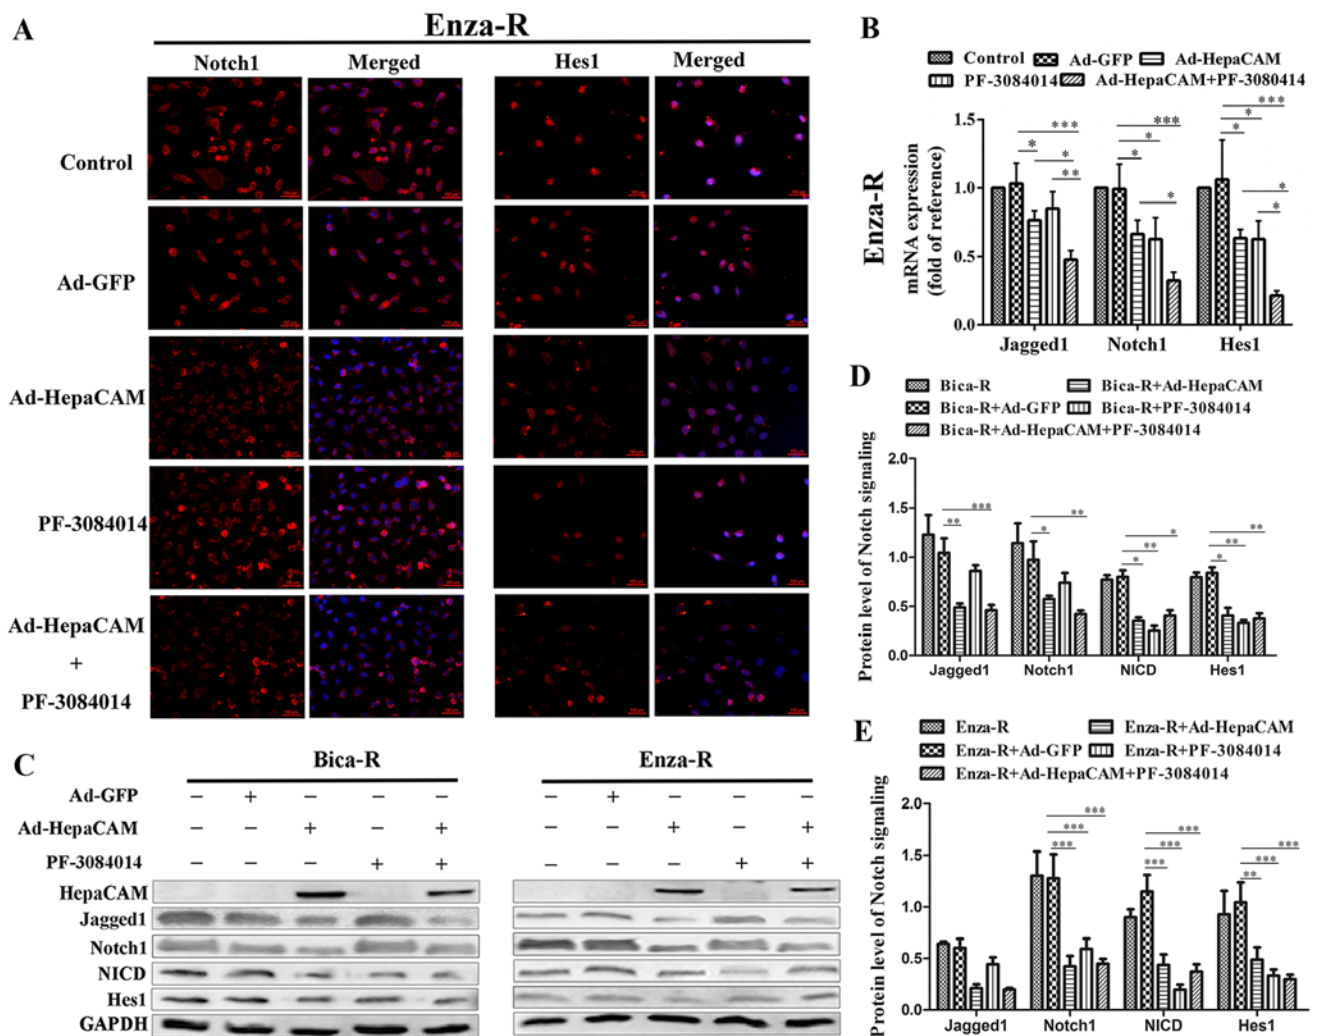 A
Enza-R
Notch1 Merged Hes1 Merged
Control
Ad-GFP
Ad-HepaCAM
PF-3084014
Ad-HepaCAM
+
PF-3084014
B
Control Ad-GFP Ad-HepaCAM
PF-3084014 Ad-HepaCAM+PF-3080414
Enza-R
mRNA expression
(fold of reference)
1.5
1.0
0.5
0.0
*** * * **
*** * * *
*** * * * *
Jagged1 Notch1 Hes1
C
Bica-R Enza-R
Ad-GFP − + − − − − + − − −
Ad-HepaCAM − − + − + − − + − +
PF-3084014 − − − + + − − − + +
HepaCAM
Jagged1
Notch1
NICD
Hes1
GAPDH
D
Bica-R Bica-R+Ad-HepaCAM
Bica-R+Ad-GFP Bica-R+PF-3084014
Bica-R+Ad-HepaCAM+PF-3084014
Protein level of Notch signaling
2.0
1.5
1.0
0.5
0.0
*** **
** *
* ** *
** ** *
Jagged1 Notch1 NICD Hes1
E
Enza-R Enza-R+Ad-HepaCAM
Enza-R+Ad-GFP Enza-R+PF-3084014
Enza-R+Ad-HepaCAM+PF-3084014
Protein level of Notch signaling
2.0
1.5
1.0
0.5
0.0
*** *** ***
*** *** ***
*** *** **
Jagged1 Notch1 NICD Hes1